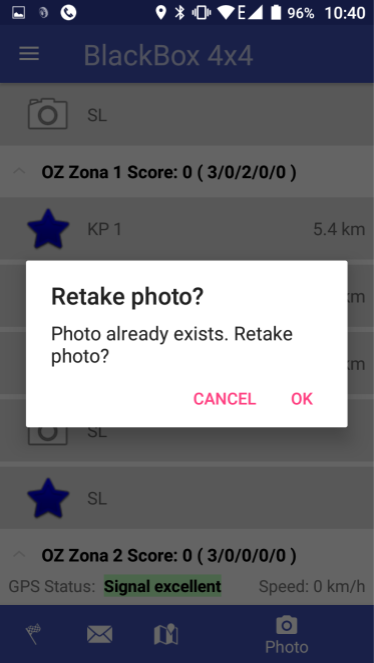 96% 10:40
BlackBox 4x4
SL
OZ Zona 1 Score: 0 ( 3/0/2/0/0 )
KP 1 5.4 km
km
Retake photo?
Photo already exists. Retake
photo?
km
CANCEL OK
SL
SL
OZ Zona 2 Score: 0 ( 3/0/0/0/0 )
GPS Status: Signal excellent Speed: 0 km/h
Photo